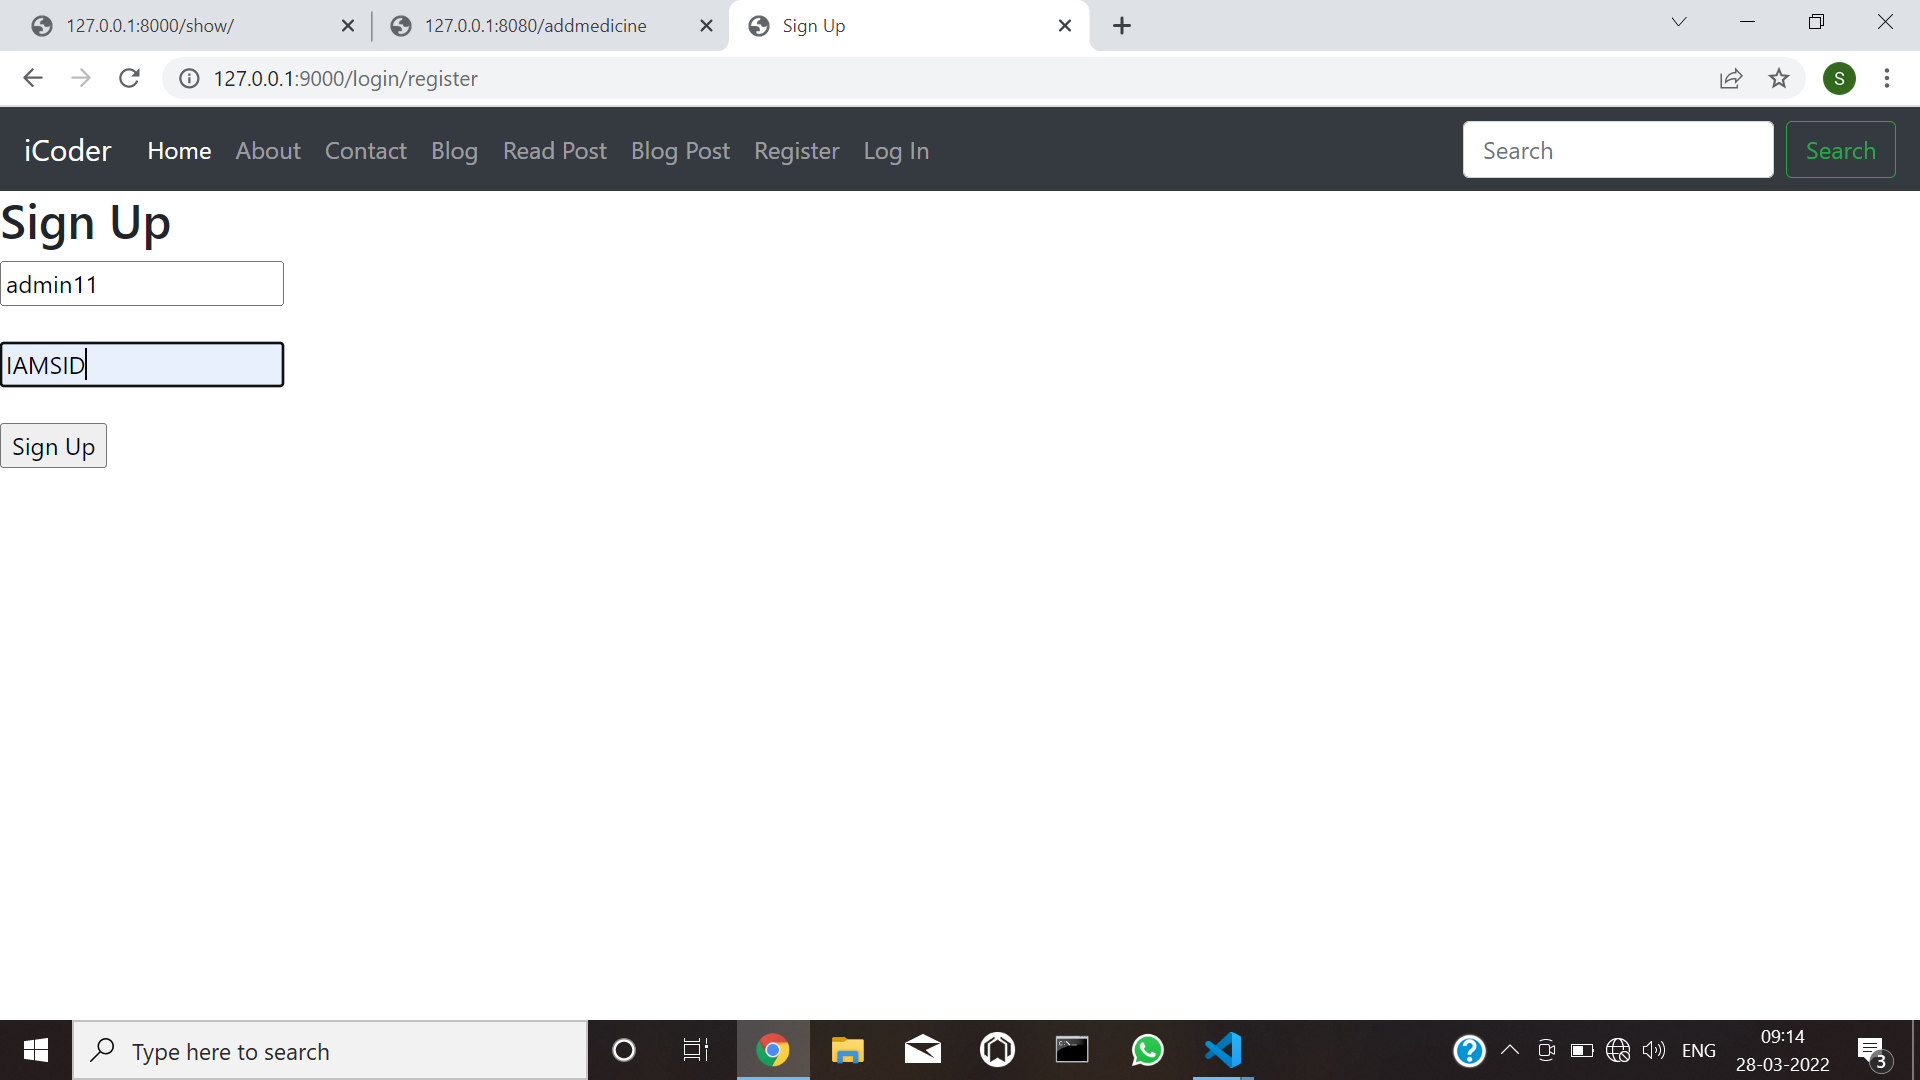 127.0.0.1:8000/show/
127.0.0.1:8080/addmedicine
Sign Up
127.0.0.1:9000/login/register
S
iCoder Home About Contact Blog Read Post Blog Post Register Log In Search Search
Sign Up
admin11
IAMSID
Sign Up
Type here to search
ENG
09:14
28-03-2022
3